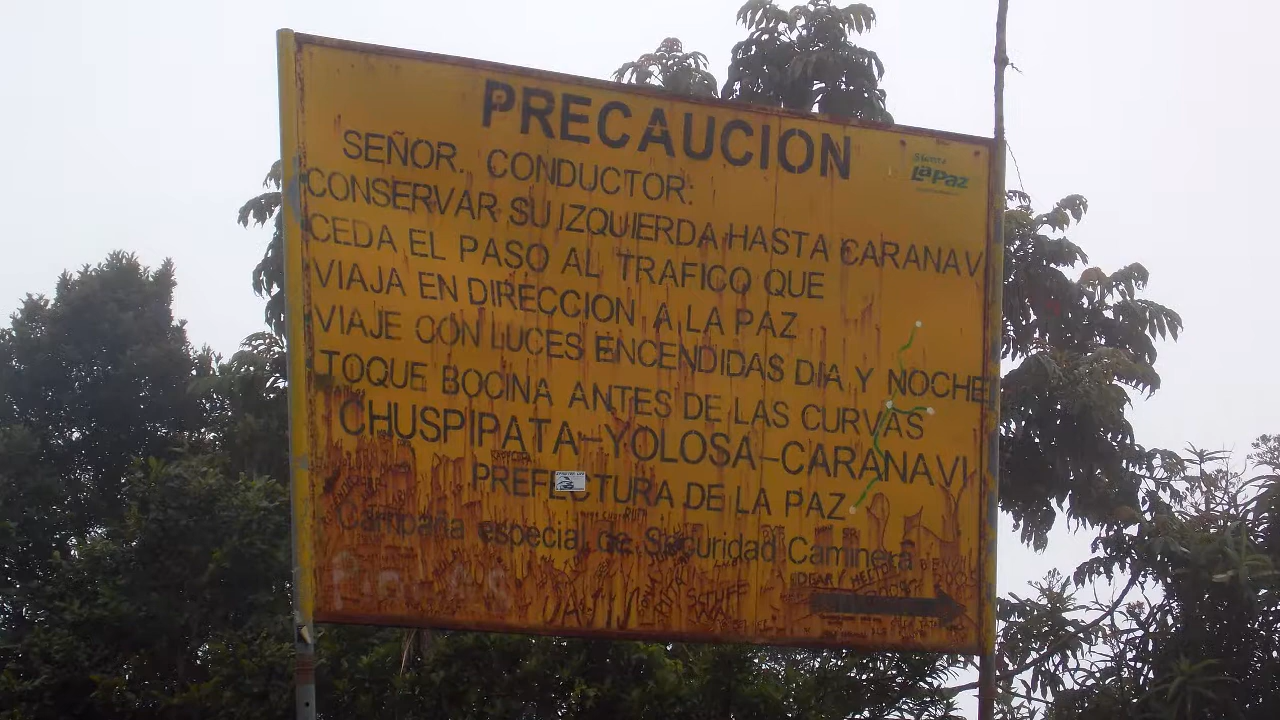 PRECAUCION
LaPaz
SEÑOR. CONDUCTOR:
CONSERVAR SU IZQUIERDA HASTA CARANAV
CEDA EL PASO AL TRAFICO QUE
VIAJA EN DIRECCION A LA PAZ
VIAJE CON LUCES ENCENDIDAS DIA Y NOCHE
TOQUE BOCINA ANTES DE LAS CURVAS
CHUSPIPATA-YOLOSA-CARANAVI
PREFECTURA DE LA PAZ
Campaña especial de Seguridad Caminera